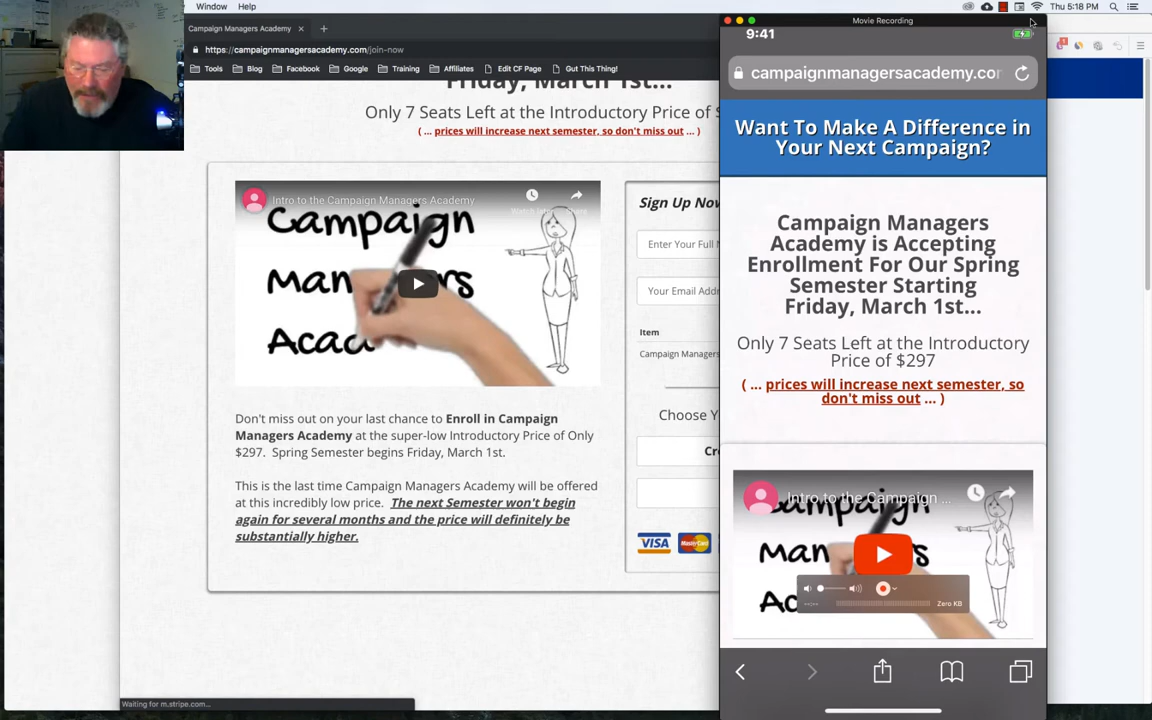 Window Help
Thu 5:18 PM
Campaign Managers Academy
https://campaignmanagersacademy.com/join-now
Tools Blog Facebook Google Training Affiliates Edit CF Page Gut This Thing!
Friday, March 1st...
Only 7 Seats Left at the Introductory Price of $
( ... prices will increase next semester, so don't miss out ... )
Intro to the Campaign Managers Academy
Campaign
Managers
Acad
Don't miss out on your last chance to Enroll in Campaign
Managers Academy at the super-low Introductory Price of Only
$297. Spring Semester begins Friday, March 1st.
This is the last time Campaign Managers Academy will be offered
at this incredibly low price. The next Semester won't begin
again for several months and the price will definitely be
substantially higher.
Sign Up Now
Enter Your Full N
Your Email Addr
Item
Campaign Managers
Choose Y
Cre
VISA MasterCard
Waiting for m.stripe.com...
Movie Recording
9:41
campaignmanagersacademy.co
Want To Make A Difference in
Your Next Campaign?
Campaign Managers
Academy is Accepting
Enrollment For Our Spring
Semester Starting
Friday, March 1st...
Only 7 Seats Left at the Introductory
Price of $297
( ... prices will increase next semester, so
don't miss out ... )
Intro to the Campaign ...
Campaign
Man
rs
Ac
--:-- Zero KB